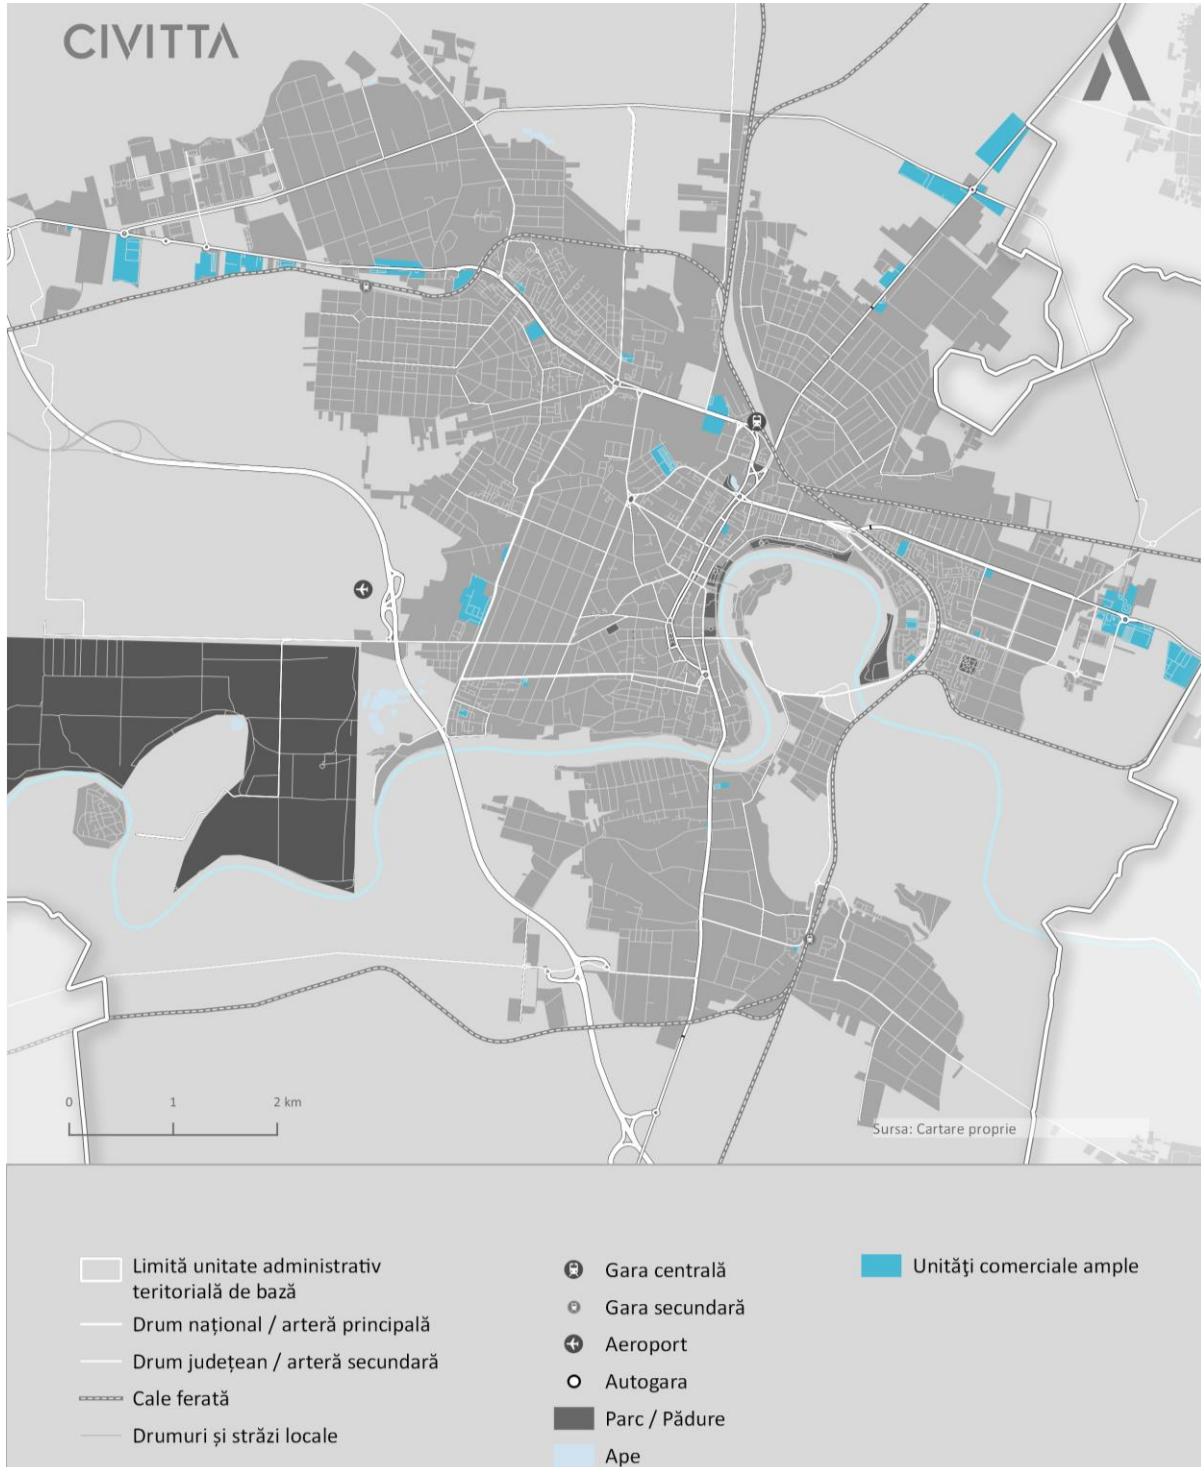 CIVITTA
0 1 2 km
Sursa: Cartare proprie
Limită unitate administrativ
teritorială de bază
Drum național / arteră principală
Drum județean / arteră secundară
Cale ferată
Drumuri și străzi locale
Gara centrală
Gara secundară
Aeroport
Autogara
Parc / Pădure
Ape
Unităţi comerciale ample